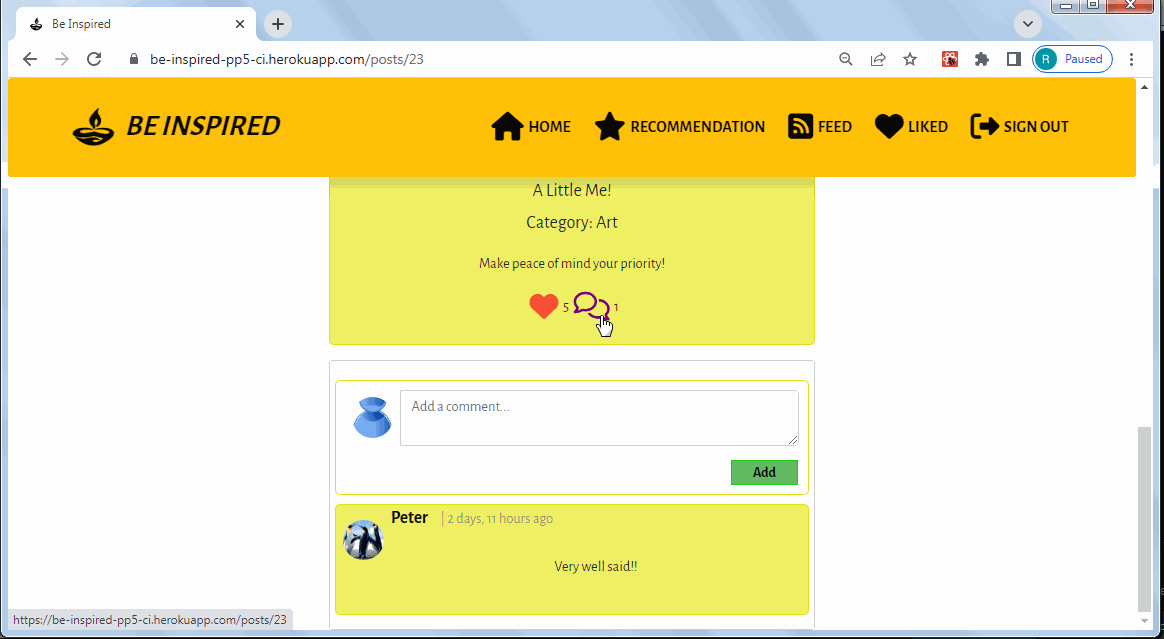 Be Inspired
be-inspired-pp5-ci.herokuapp.com/posts/23
R Paused
BE INSPIRED HOME RECOMMENDATION FEED LIKED SIGN OUT
A Little Me!
Category: Art
Make peace of mind your priority!
5 1
Add a comment...
Add
Peter | 2 days, 11 hours ago
Very well said!!
https://be-inspired-pp5-ci.herokuapp.com/posts/23